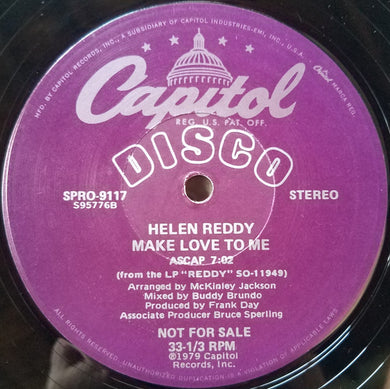 MFD. BY CAPITOL RECORDS, INC., A SUBSIDIARY OF CAPITOL INDUSTRIES-EMI, INC., U.S.A.
Capitol MARCA REG.
Capitol
REG. U.S. PAT. OFF.
DISCO
SPRO-9117
S95776B
STEREO
HELEN REDDY
MAKE LOVE TO ME
ASCAP 7:02
(from the LP "REDDY" SO-11949)
Arranged by McKinley Jackson
Mixed by Buddy Brundo
Produced by Frank Day
Associate Producer Bruce Sperling
NOT FOR SALE
33-1/3 RPM
℗1979 Capitol
Records, Inc.
ALL RIGHTS RESERVED. UNAUTHORIZED DUPLICATION IS A VIOLATION OF APPLICABLE LAWS